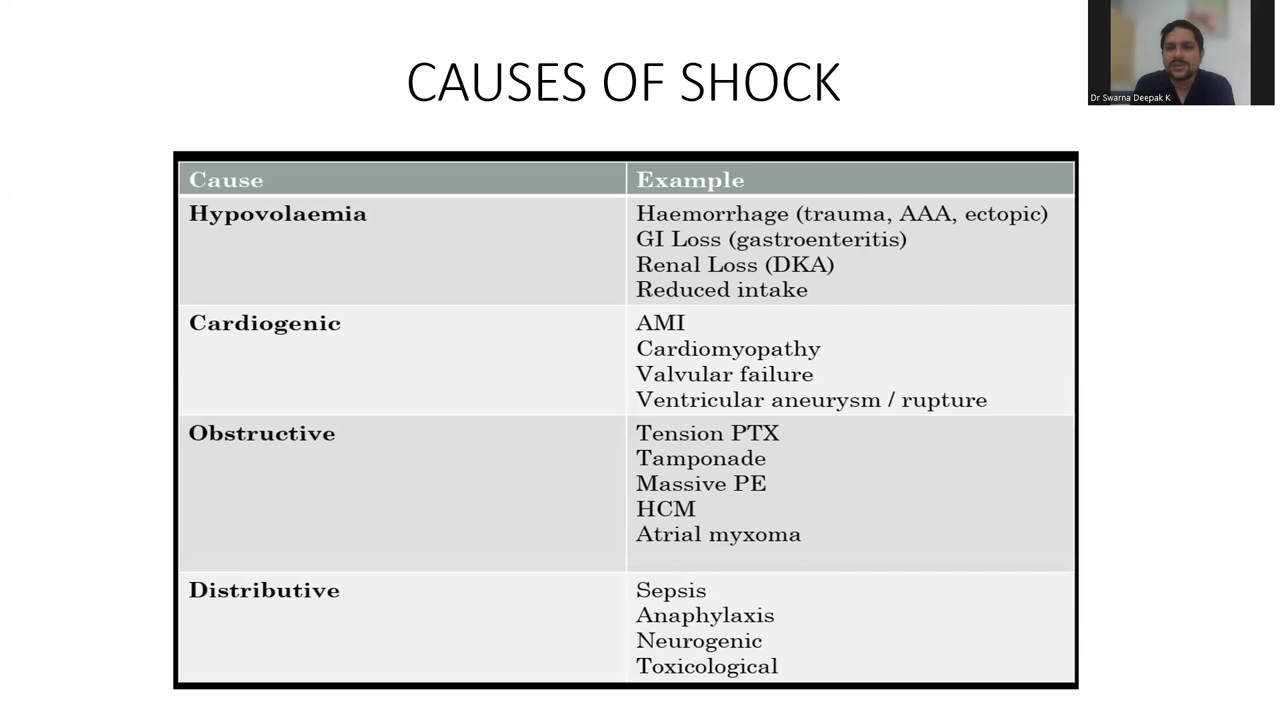 CAUSES OF SHOCK
Dr Swarna Deepak K
Cause Example
Hypovolaemia Haemorrhage (trauma, AAA, ectopic)
GI Loss (gastroenteritis)
Renal Loss (DKA)
Reduced intake
Cardiogenic AMI
Cardiomyopathy
Valvular failure
Ventricular aneurysm / rupture
Obstructive Tension PTX
Tamponade
Massive PE
HCM
Atrial myxoma
Distributive Sepsis
Anaphylaxis
Neurogenic
Toxicological